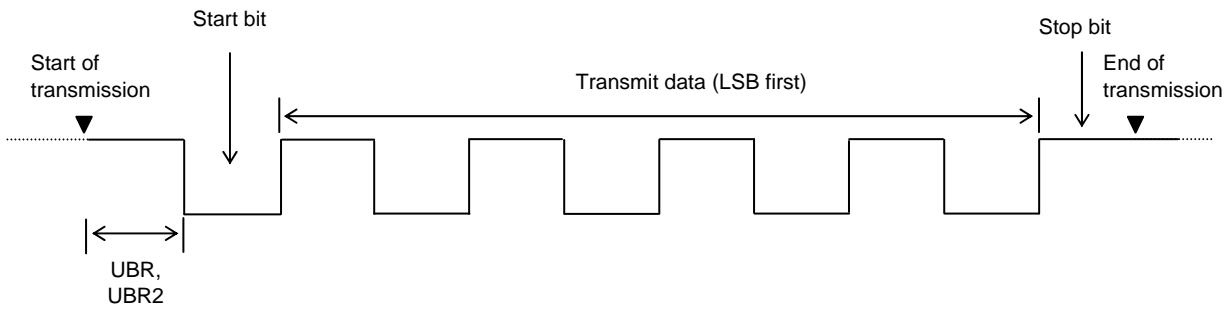 Start bit
Stop bit
Start of
transmission
Transmit data (LSB first)
End of
transmission
UBR,
UBR2